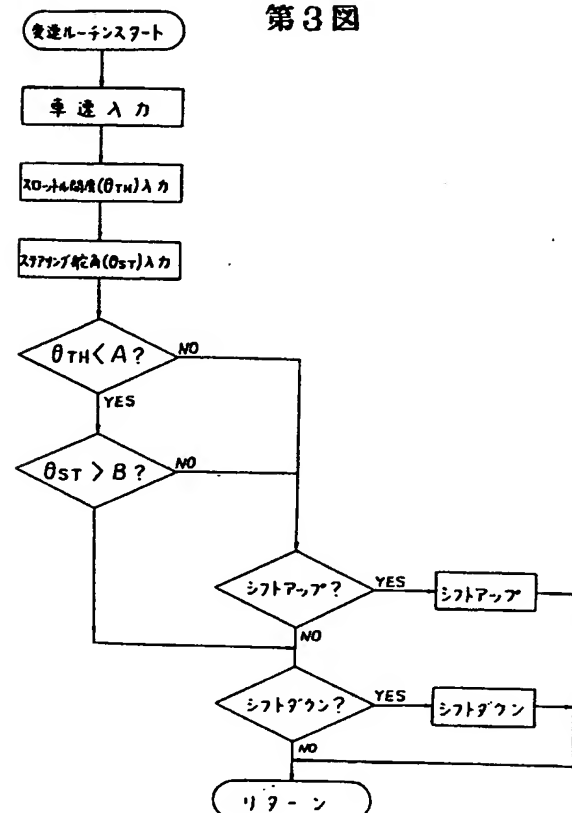 第3図
変速ルーチンスタート
車速入力
スロットル開度(θTH)入力
ステアリング舵角(θST)入力
θTH<A?
NO
YES
θST>B?
NO
シフトアップ?
YES
シフトアップ
NO
シフトダウン?
YES
シフトダウン
NO
リターン